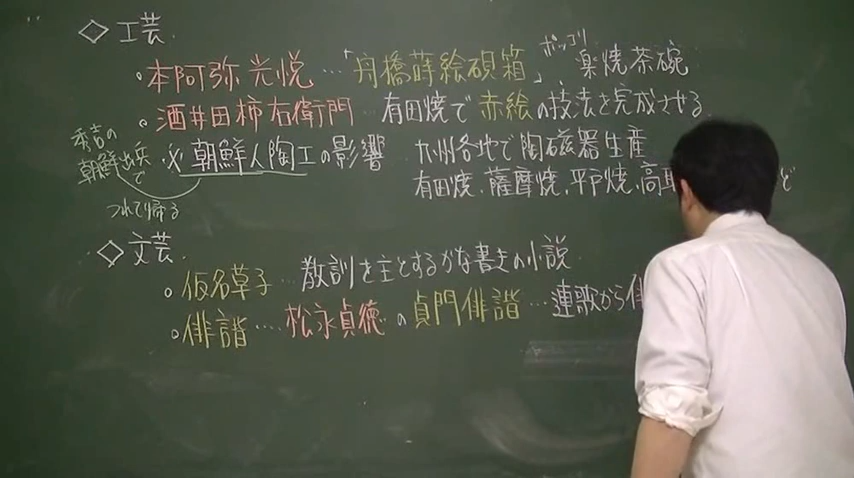 ◇工芸.
。本阿弥光悦…「舟橋蒔絵硯箱」 ポッコリ 楽焼茶碗
。酒井田柿右衛門…有田焼で赤絵の技法を完成させる.
秀吉の
朝鮮出兵で
※朝鮮人陶工の影響 九州各地で陶磁器生産
有田焼、薩摩焼、平戸焼、高取 ど
つれて帰る
◇文芸.
。仮名草子…教訓を主とするかな書きの小説
。俳諧…松永貞徳の貞門俳諧…連歌から俳